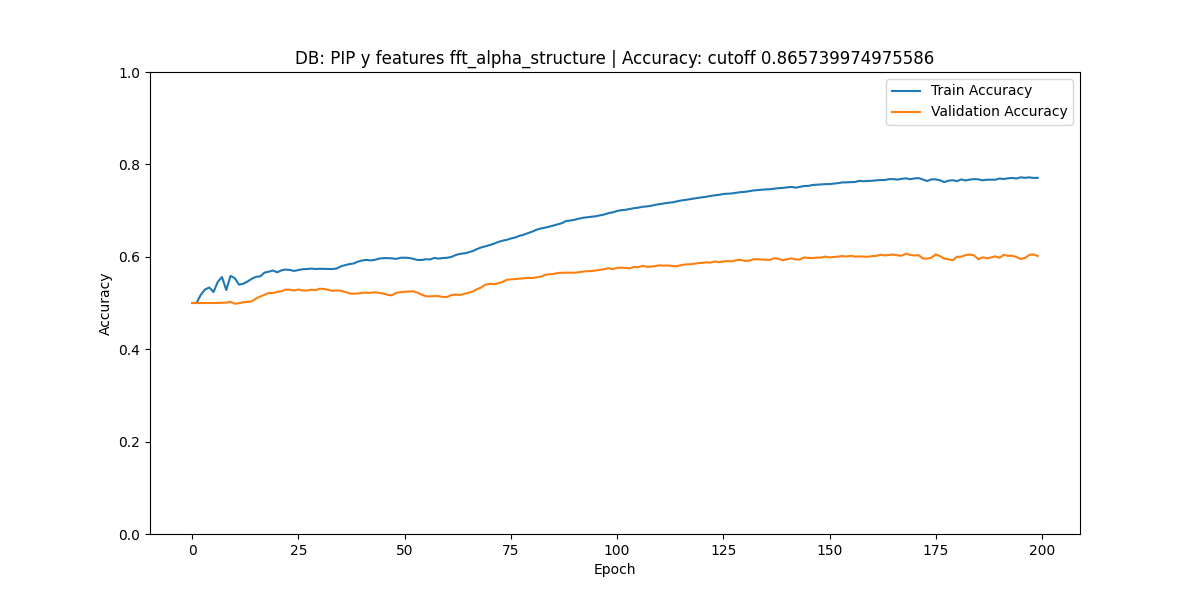 DB: PIP y features fft_alpha_structure | Accuracy: cutoff 0.865739974975586
1.0
0.8
0.6
0.4
0.2
0.0
Accuracy
Train Accuracy
Validation Accuracy
0 25 50 75 100 125 150 175 200
Epoch